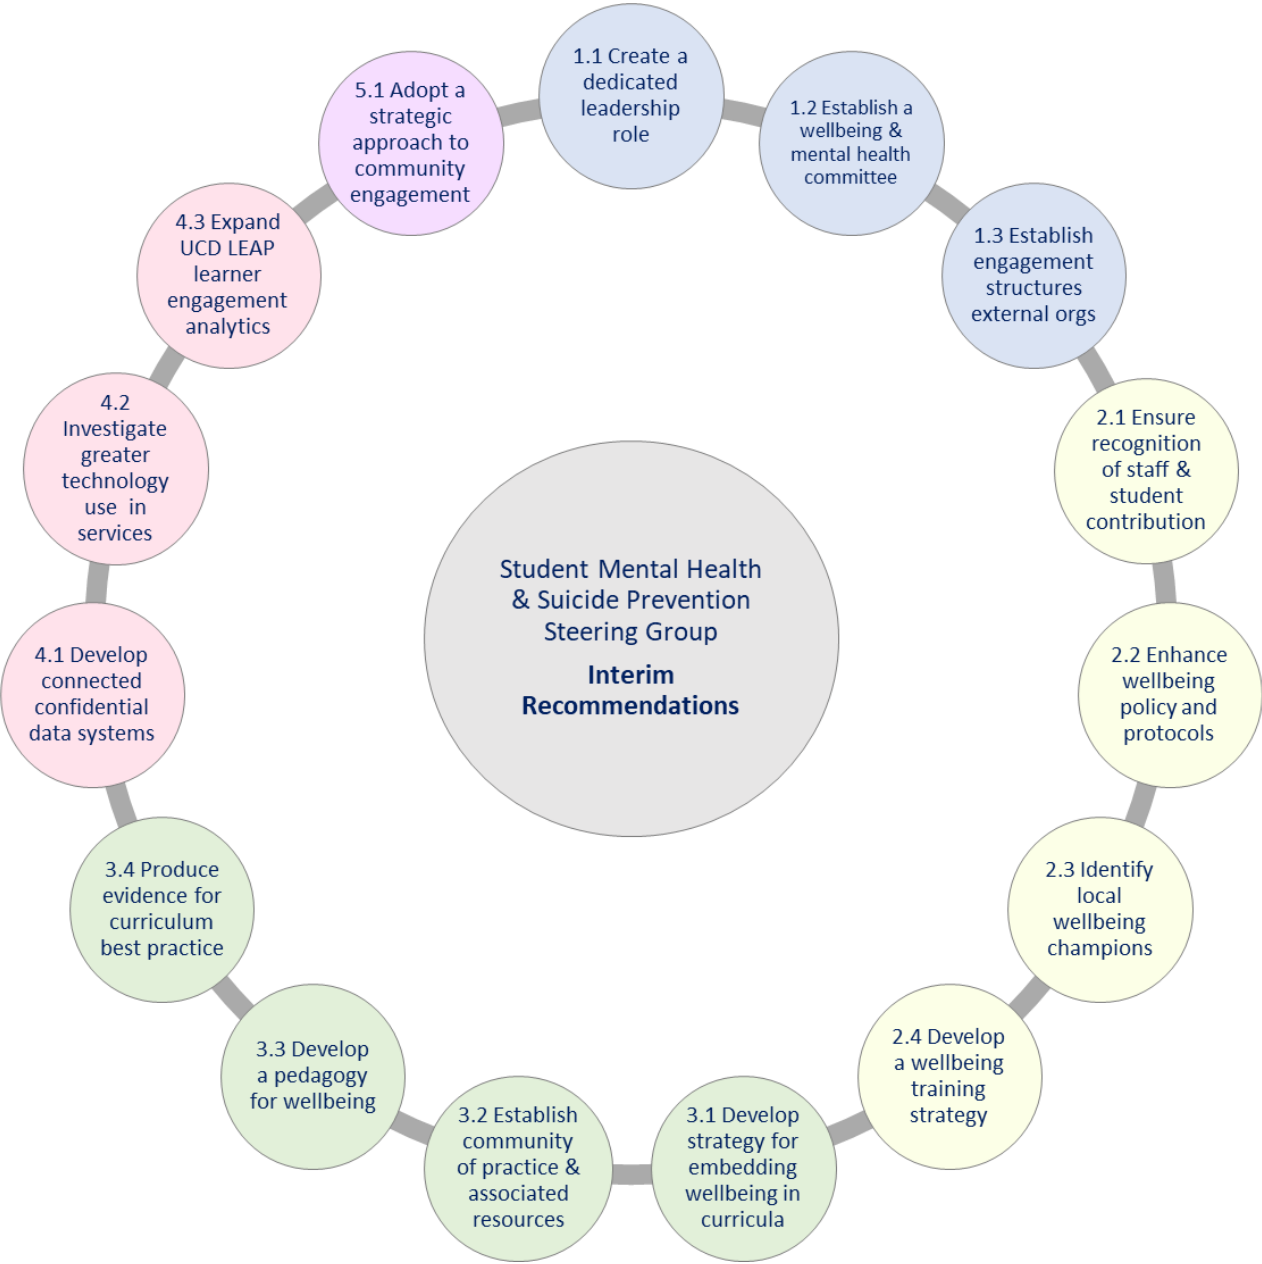 1.1 Create a
dedicated
leadership
role
1.2 Establish a
wellbeing &
mental health
committee
1.3 Establish
engagement
structures
external orgs
2.1 Ensure
recognition
of staff &
student
contribution
2.2 Enhance
wellbeing
policy and
protocols
2.3 Identify
local
wellbeing
champions
2.4 Develop
a wellbeing
training
strategy
3.1 Develop
strategy for
embedding
wellbeing in
curricula
3.2 Establish
community
of practice &
associated
resources
3.3 Develop
a pedagogy
for wellbeing
3.4 Produce
evidence for
curriculum
best practice
4.1 Develop
connected
confidential
data systems
4.2
Investigate
greater
technology
use in
services
4.3 Expand
UCD LEAP
learner
engagement
analytics
5.1 Adopt a
strategic
approach to
community
engagement
Student Mental Health
& Suicide Prevention
Steering Group
Interim
Recommendations